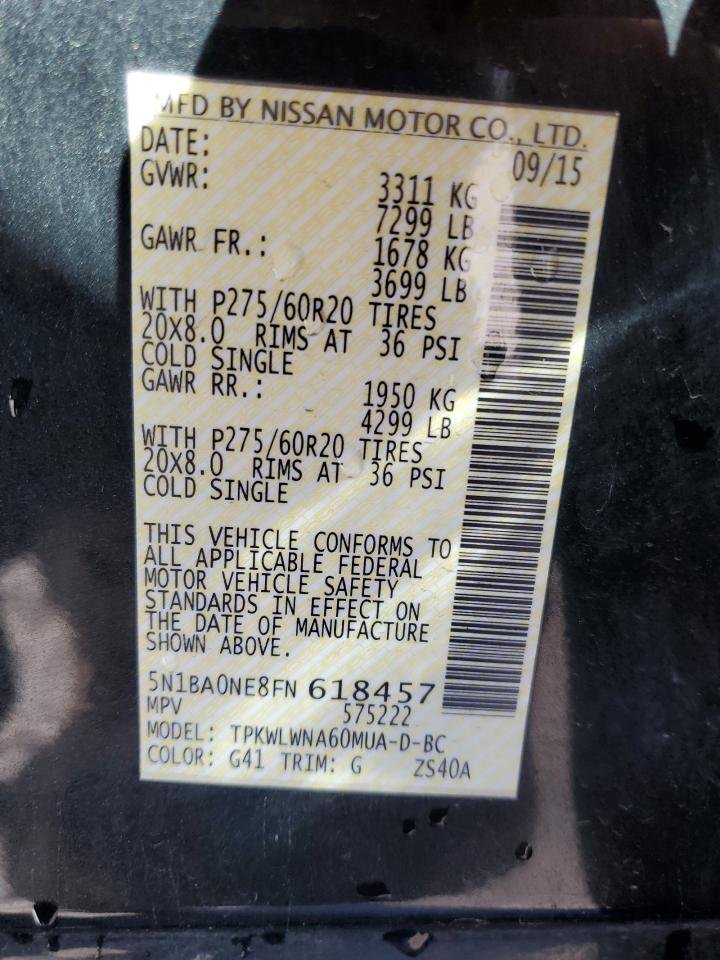 MFD BY NISSAN MOTOR CO., LTD.
DATE: 09/15
GVWR: 3311 KG
7299 LB
GAWR FR.: 1678 KG
3699 LB
WITH P275/60R20 TIRES
20X8.0 RIMS AT 36 PSI
COLD SINGLE
GAWR RR.: 1950 KG
4299 LB
WITH P275/60R20 TIRES
20X8.0 RIMS AT 36 PSI
COLD SINGLE
THIS VEHICLE CONFORMS TO
ALL APPLICABLE FEDERAL
MOTOR VEHICLE SAFETY
STANDARDS IN EFFECT ON
THE DATE OF MANUFACTURE
SHOWN ABOVE.
5N1BA0NE8FN 618457
MPV 575222
MODEL: TPKWLWNA60MUA-D-BC
COLOR: G41 TRIM: G ZS40A